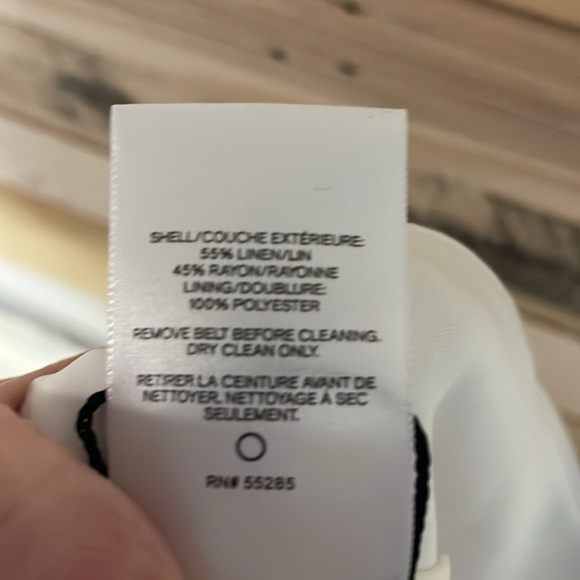 SHELL/COUCHE EXTÉRIEURE:
55% LINEN/LIN
45% RAYON/RAYONNE
LINING/DOUBLURE:
100% POLYESTER
REMOVE BELT BEFORE CLEANING.
DRY CLEAN ONLY.
RETIRER LA CEINTURE AVANT DE
NETTOYER. NETTOYAGE À SEC
SEULEMENT.
RN# 55285